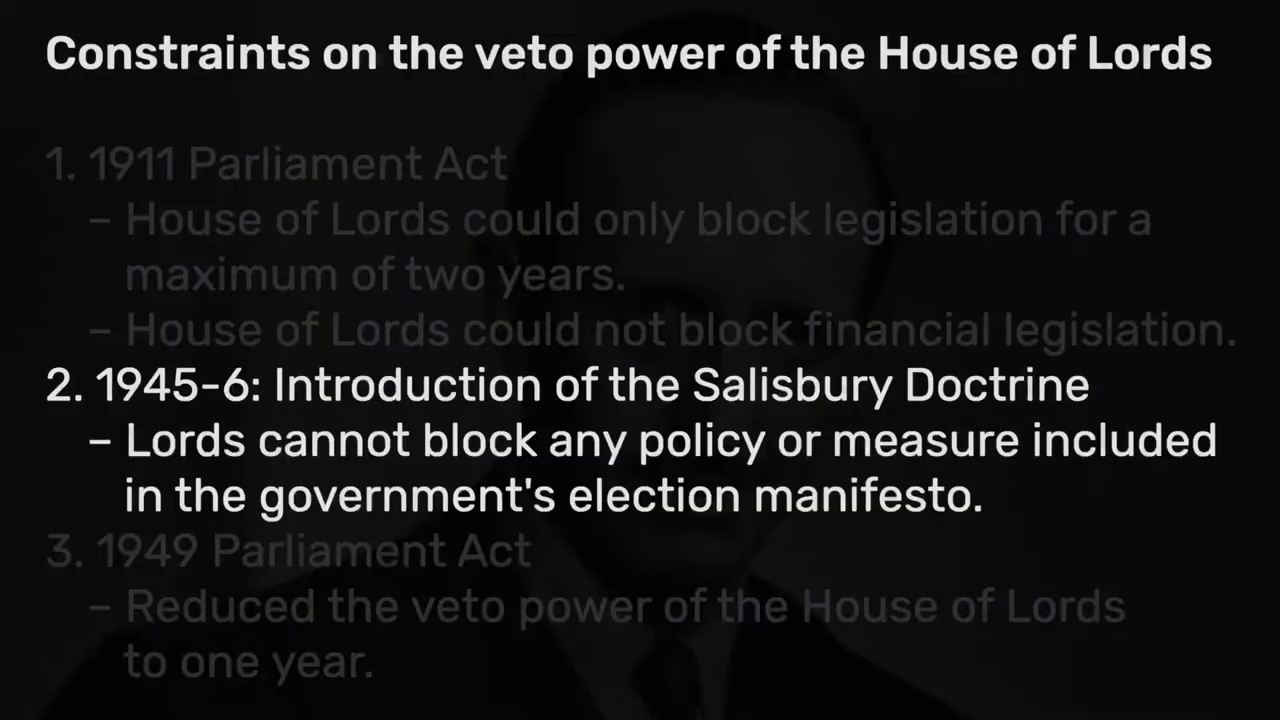 Constraints on the veto power of the House of Lords
1. 1911 Parliament Act
– House of Lords could only block legislation for a
maximum of two years.
– House of Lords could not block financial legislation.
2. 1945-6: Introduction of the Salisbury Doctrine
– Lords cannot block any policy or measure included
in the government's election manifesto.
3. 1949 Parliament Act
– Reduced the veto power of the House of Lords
to one year.